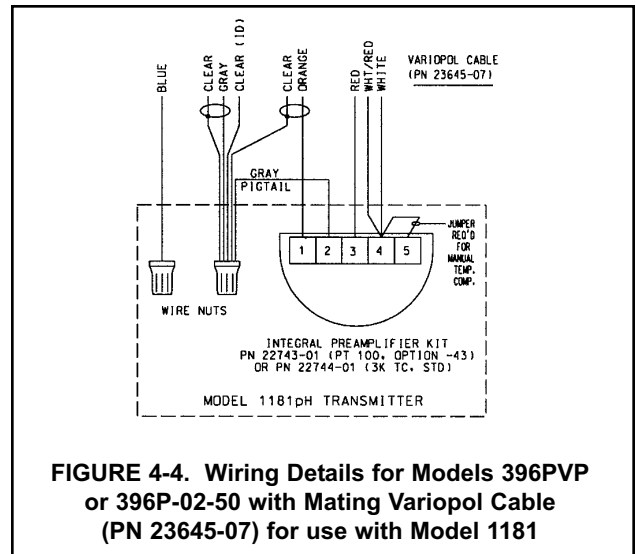 BLUE
CLEAR
GRAY
CLEAR (ID)
CLEAR
ORANGE
RED
WHT/RED
WHITE
VARIOPOL CABLE
(PN 23645-07)
GRAY
PIGTAIL
JUMPER
REQ'D
FOR
MANUAL
TEMP.
COMP.
1 2 3 4 5
WIRE NUTS
INTEGRAL PREAMPLIFIER KIT
PN 22743-01 (PT 100, OPTION -43)
OR PN 22744-01 (3K TC, STD)
MODEL 1181pH TRANSMITTER
FIGURE 4-4. Wiring Details for Models 396PVP
or 396P-02-50 with Mating Variopol Cable
(PN 23645-07) for use with Model 1181